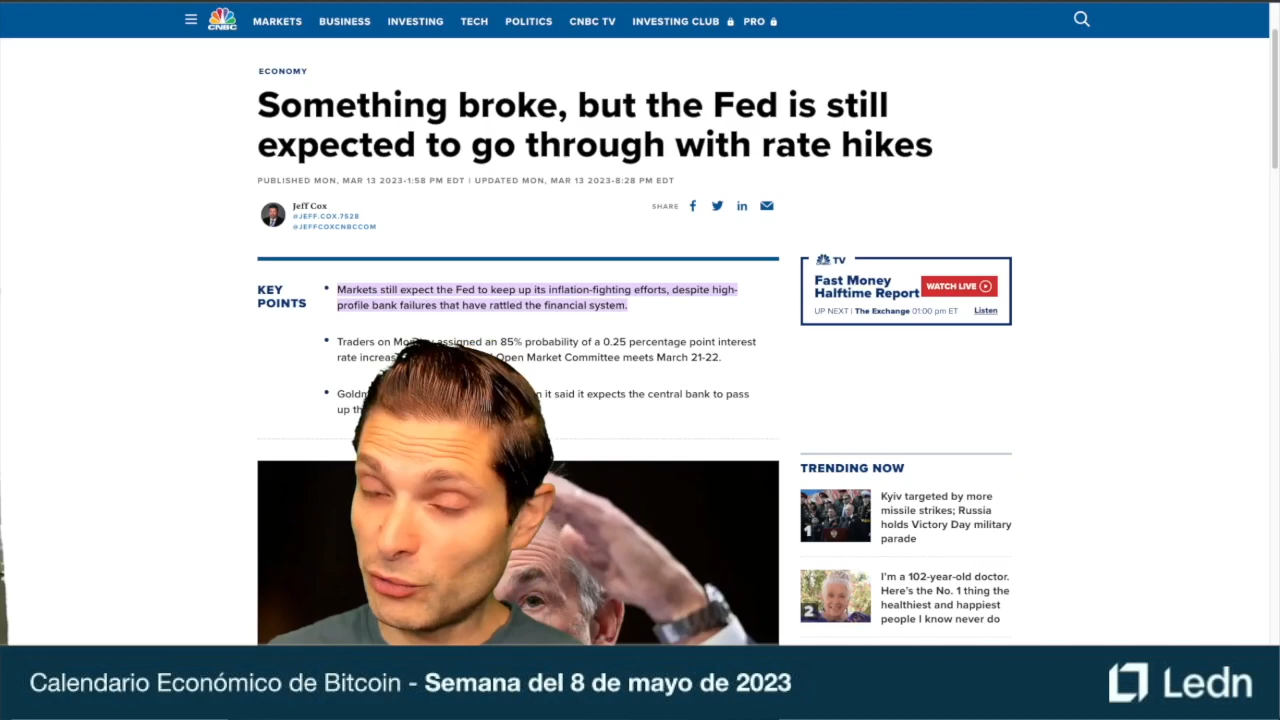 CNBC
MARKETS BUSINESS INVESTING TECH POLITICS CNBC TV INVESTING CLUB PRO
ECONOMY
Something broke, but the Fed is still
expected to go through with rate hikes
PUBLISHED MON, MAR 13 2023•1:58 PM EDT | UPDATED MON, MAR 13 2023•8:28 PM EDT
Jeff Cox
@JEFF.COX.7528
@JEFFCOXCNBCCOM
SHARE
KEY
POINTS
• Markets still expect the Fed to keep up its inflation-fighting efforts, despite high-
profile bank failures that have rattled the financial system.
• Traders on assigned an 85% probability of a 0.25 percentage point interest
rate Open Market Committee meets March 21-22.
• it said it expects the central bank to pass
up
TV
Fast Money
Halftime Report
WATCH LIVE
UP NEXT | The Exchange 01:00 pm ET Listen
TRENDING NOW
1
Kyiv targeted by more
missile strikes; Russia
holds Victory Day military
parade
2
I'm a 102-year-old doctor.
Here's the No. 1 thing the
healthiest and happiest
people I know never do
Calendario Económico de Bitcoin - Semana del 8 de mayo de 2023
Ledn